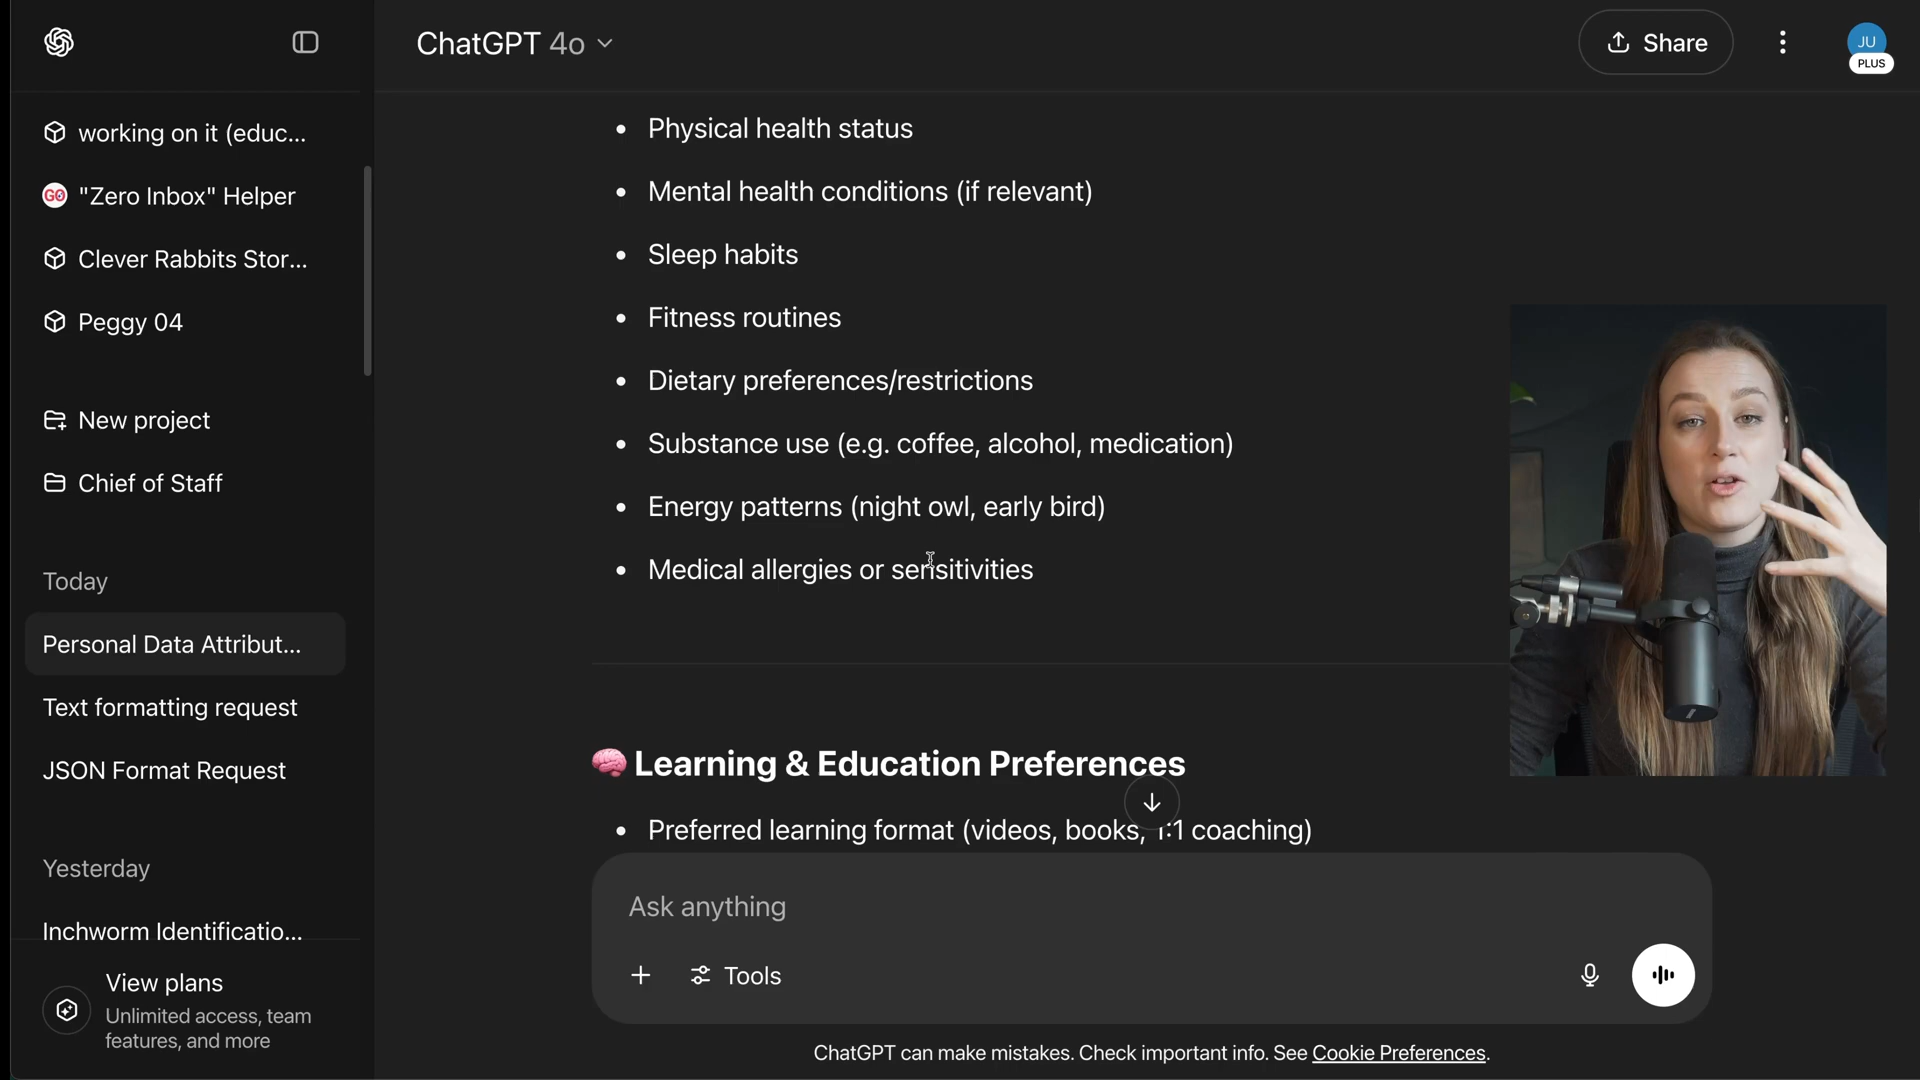 ChatGPT 4o
Share
JU
PLUS
working on it (educ...
GO "Zero Inbox" Helper
Clever Rabbits Stor...
Peggy 04
New project
Chief of Staff
Today
Personal Data Attribut...
Text formatting request
JSON Format Request
Yesterday
Inchworm Identificatio...
View plans
Unlimited access, team
features, and more
• Physical health status
• Mental health conditions (if relevant)
• Sleep habits
• Fitness routines
• Dietary preferences/restrictions
• Substance use (e.g. coffee, alcohol, medication)
• Energy patterns (night owl, early bird)
• Medical allergies or sensitivities
🧠 Learning & Education Preferences
• Preferred learning format (videos, books, 1:1 coaching)
Ask anything
Tools
ChatGPT can make mistakes. Check important info. See Cookie Preferences.